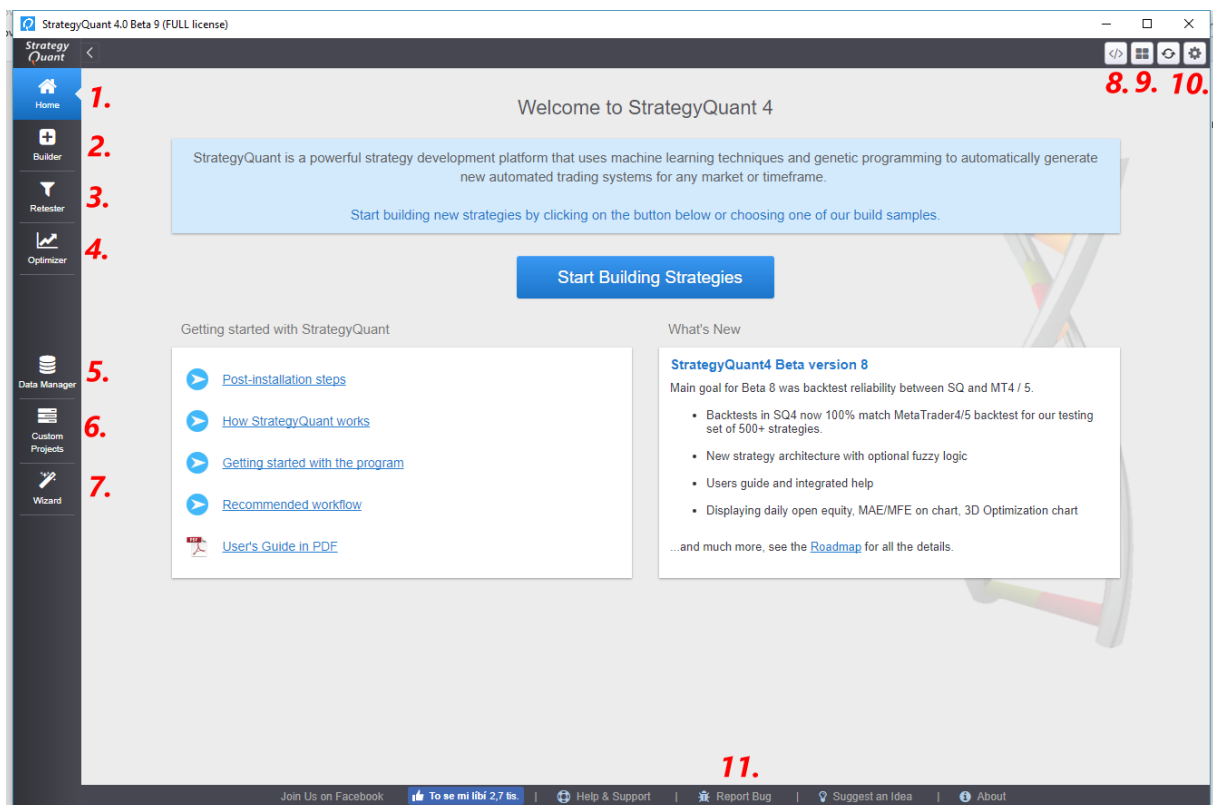 StrategyQuant 4.0 Beta 9 (FULL license)
Strategy
Quant
8. 9. 10.
Home
1.
Builder
2.
Retester
3.
Optimizer
4.
Data Manager
5.
Custom
Projects
6.
Wizard
7.
Welcome to StrategyQuant 4
StrategyQuant is a powerful strategy development platform that uses machine learning techniques and genetic programming to automatically generate
new automated trading systems for any market or timeframe.
Start building new strategies by clicking on the button below or choosing one of our build samples.
Start Building Strategies
Getting started with StrategyQuant
Post-installation steps
How StrategyQuant works
Getting started with the program
Recommended workflow
PDF
User's Guide in PDF
What's New
StrategyQuant4 Beta version 8
Main goal for Beta 8 was backtest reliability between SQ and MT4 / 5.
• Backtests in SQ4 now 100% match MetaTrader4/5 backtest for our testing
set of 500+ strategies.
• New strategy architecture with optional fuzzy logic
• Users guide and integrated help
• Displaying daily open equity, MAE/MFE on chart, 3D Optimization chart
...and much more, see the Roadmap for all the details.
11.
Join Us on Facebook To se mi líbí 2,7 tis. | Help & Support | Report Bug | Suggest an Idea | About